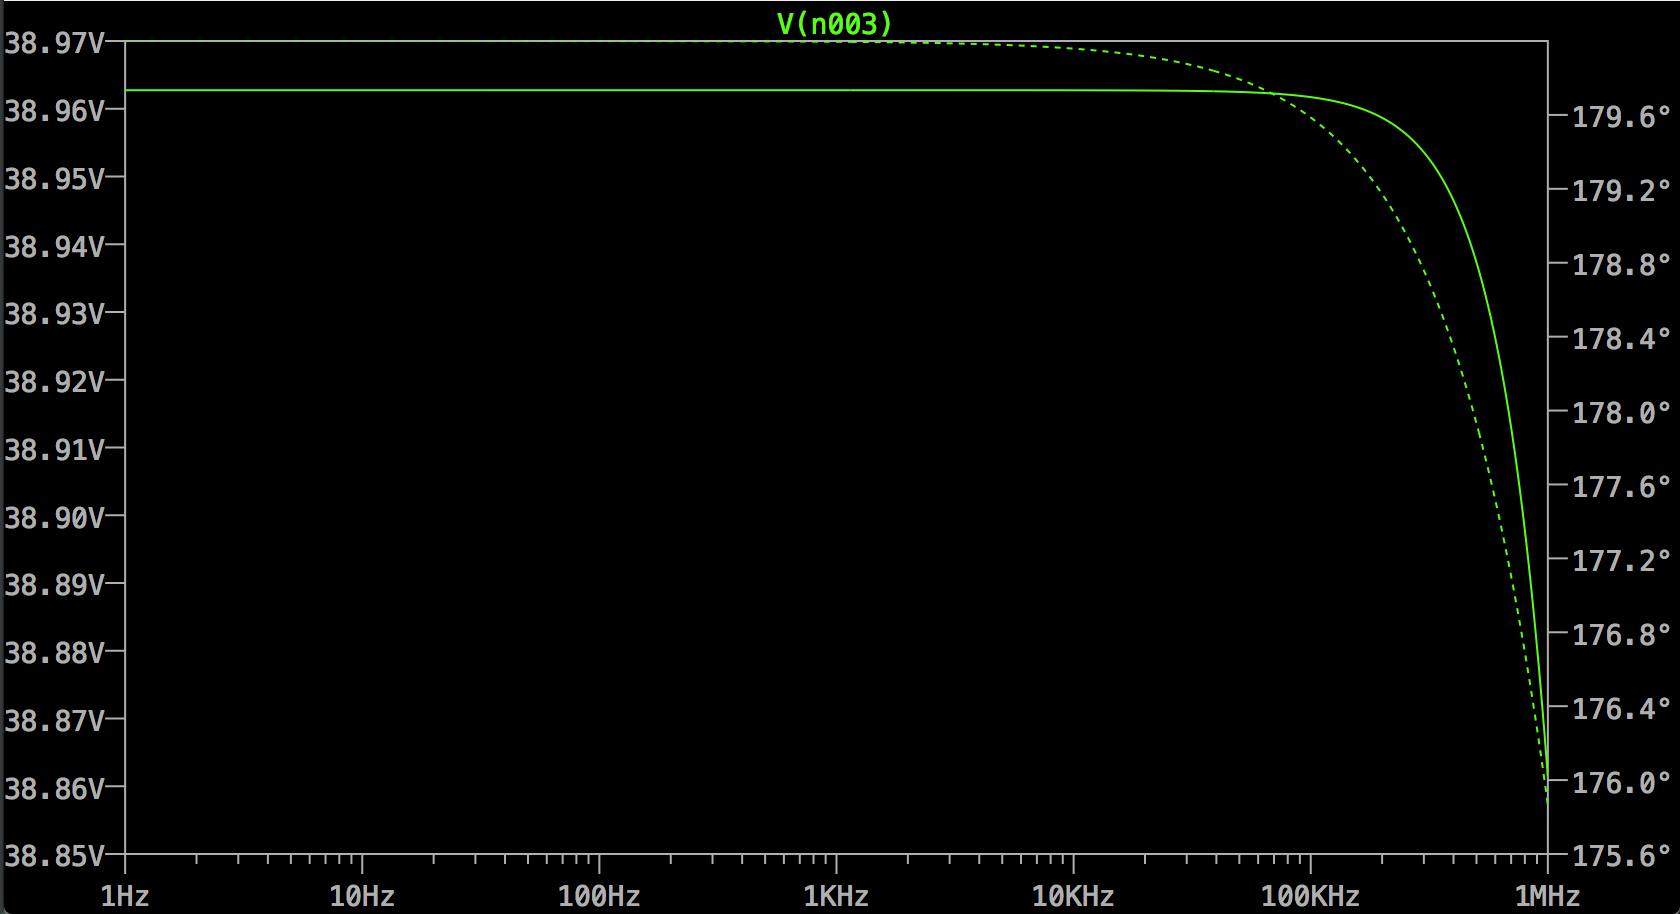 V(n003)
38.97V
38.96V
38.95V
38.94V
38.93V
38.92V
38.91V
38.90V
38.89V
38.88V
38.87V
38.86V
38.85V
179.6°
179.2°
178.8°
178.4°
178.0°
177.6°
177.2°
176.8°
176.4°
176.0°
175.6°
1Hz 10Hz 100Hz 1KHz 10KHz 100KHz 1MHz